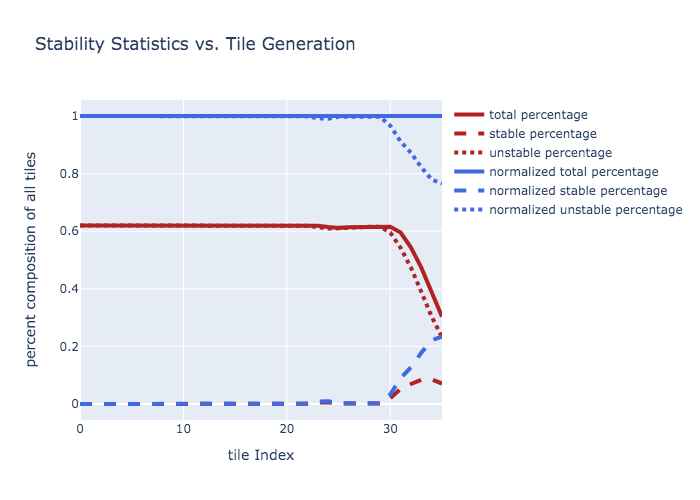 Stability Statistics vs. Tile Generation
percent composition of all tiles
1
0.8
0.6
0.4
0.2
0
0
10
20
30
tile Index
total percentage
stable percentage
unstable percentage
normalized total percentage
normalized stable percentage
normalized unstable percentage